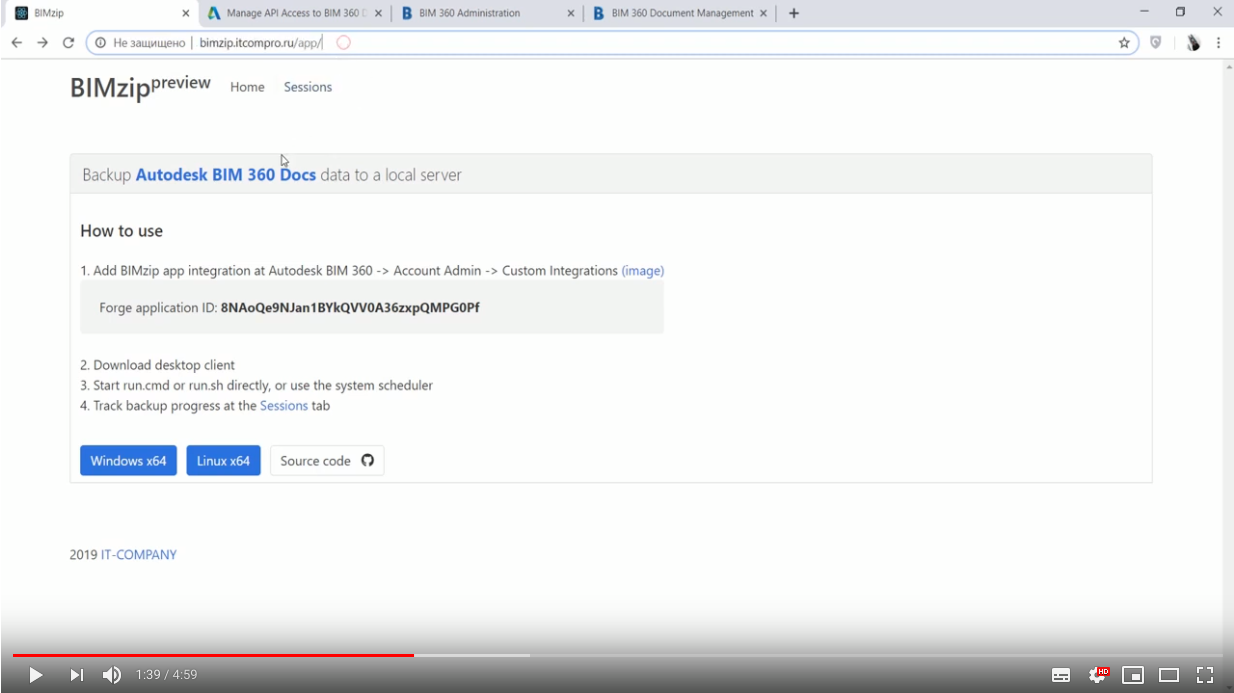 BIMzip
Manage API Access to BIM 360 D
BIM 360 Administration
BIM 360 Document Management
Не защищено | bimzip.itcompro.ru/app/
BIMzip preview Home Sessions
Backup Autodesk BIM 360 Docs data to a local server
How to use
1. Add BIMzip app integration at Autodesk BIM 360 -> Account Admin -> Custom Integrations (image)
Forge application ID: 8NAoQe9NJan1BYkQVV0A36zxpQMPG0Pf
2. Download desktop client
3. Start run.cmd or run.sh directly, or use the system scheduler
4. Track backup progress at the Sessions tab
Windows x64 Linux x64 Source code
2019 IT-COMPANY
1:39 / 4:59
HD